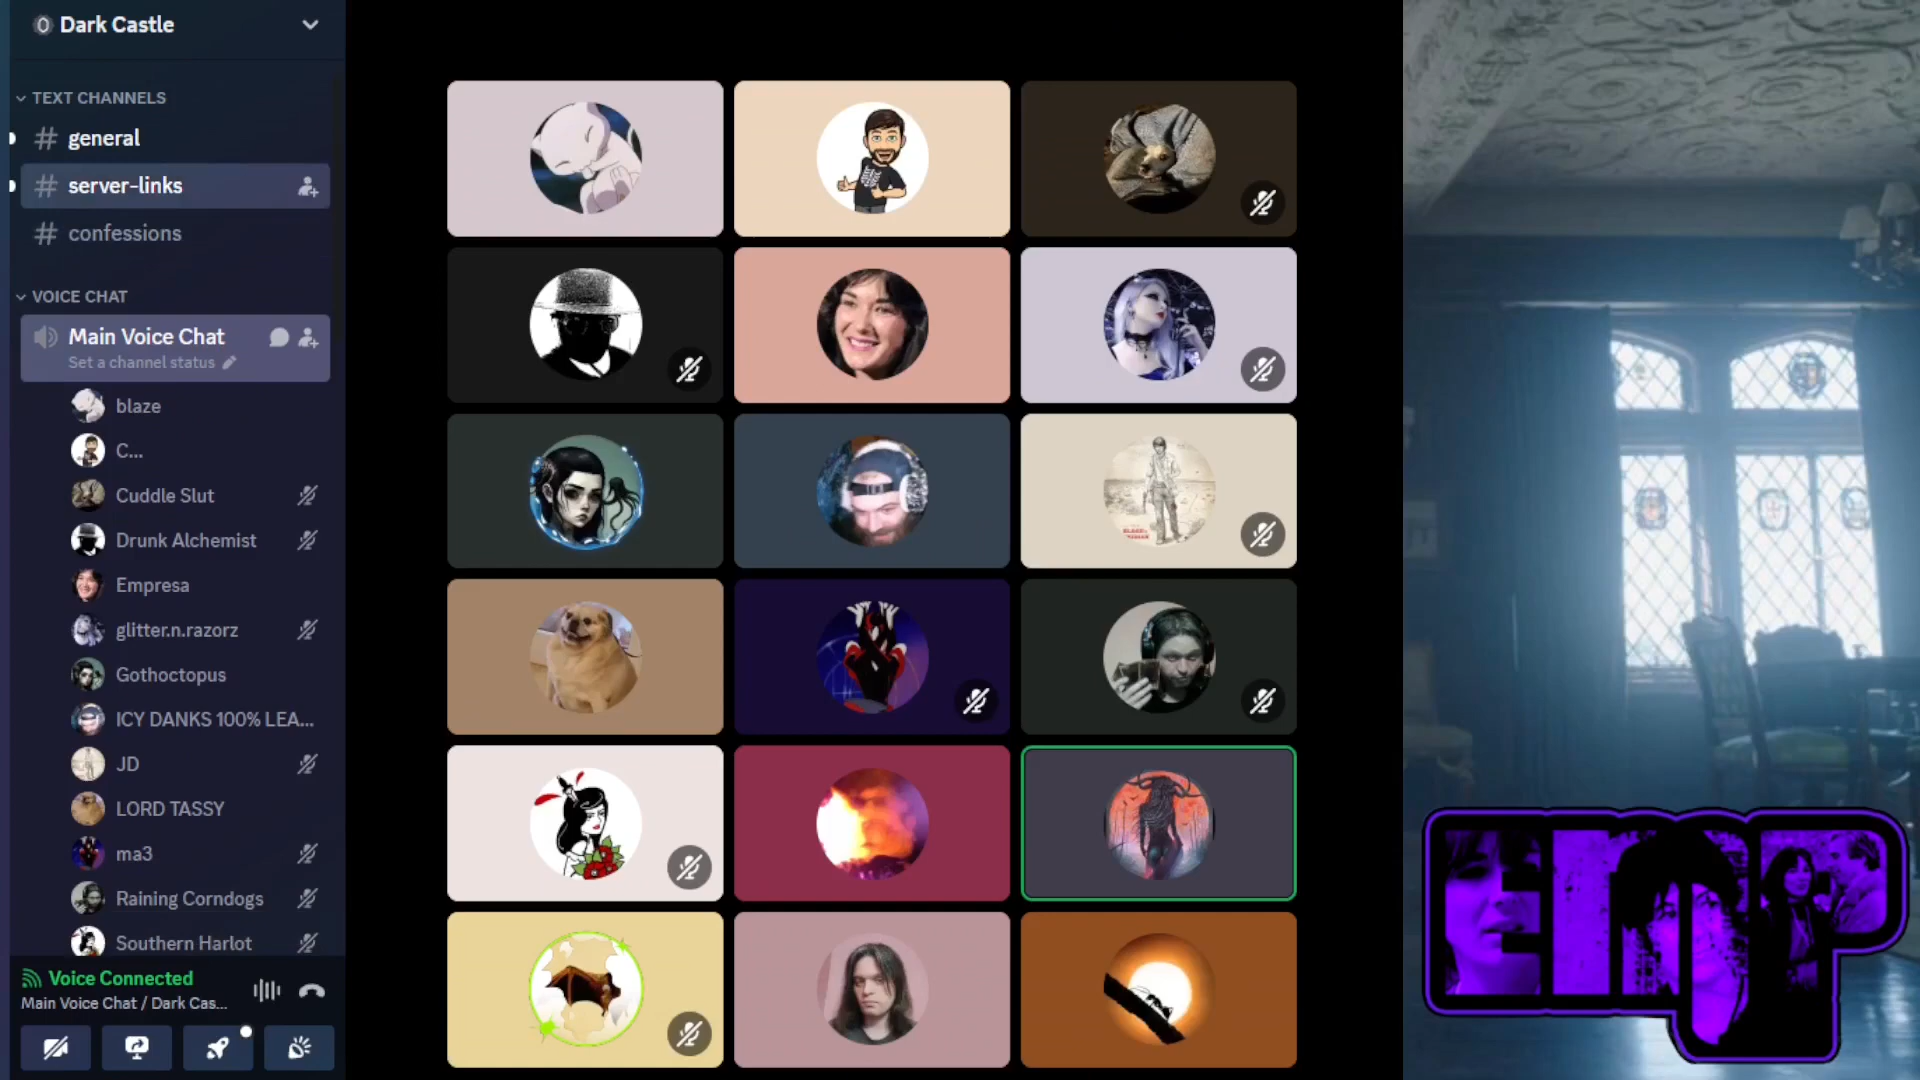 Dark Castle
TEXT CHANNELS
# general
# server-links
# confessions
VOICE CHAT
Main Voice Chat
Set a channel status
blaze
C...
Cuddle Slut
Drunk Alchemist
Empresa
glitter.n.razorz
Gothoctopus
ICY DANKS 100% LEA...
JD
LORD TASSY
ma3
Raining Corndogs
Southern Harlot
Voice Connected
Main Voice Chat / Dark Cas...
EMP